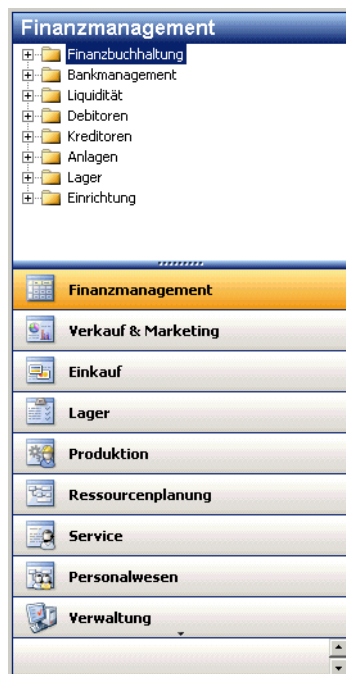 Finanzmanagement
Finanzbuchhaltung
Bankmanagement
Liquidität
Debitoren
Kreditoren
Anlagen
Lager
Einrichtung
Finanzmanagement
Verkauf & Marketing
Einkauf
Lager
Produktion
Ressourcenplanung
Service
Personalwesen
Verwaltung